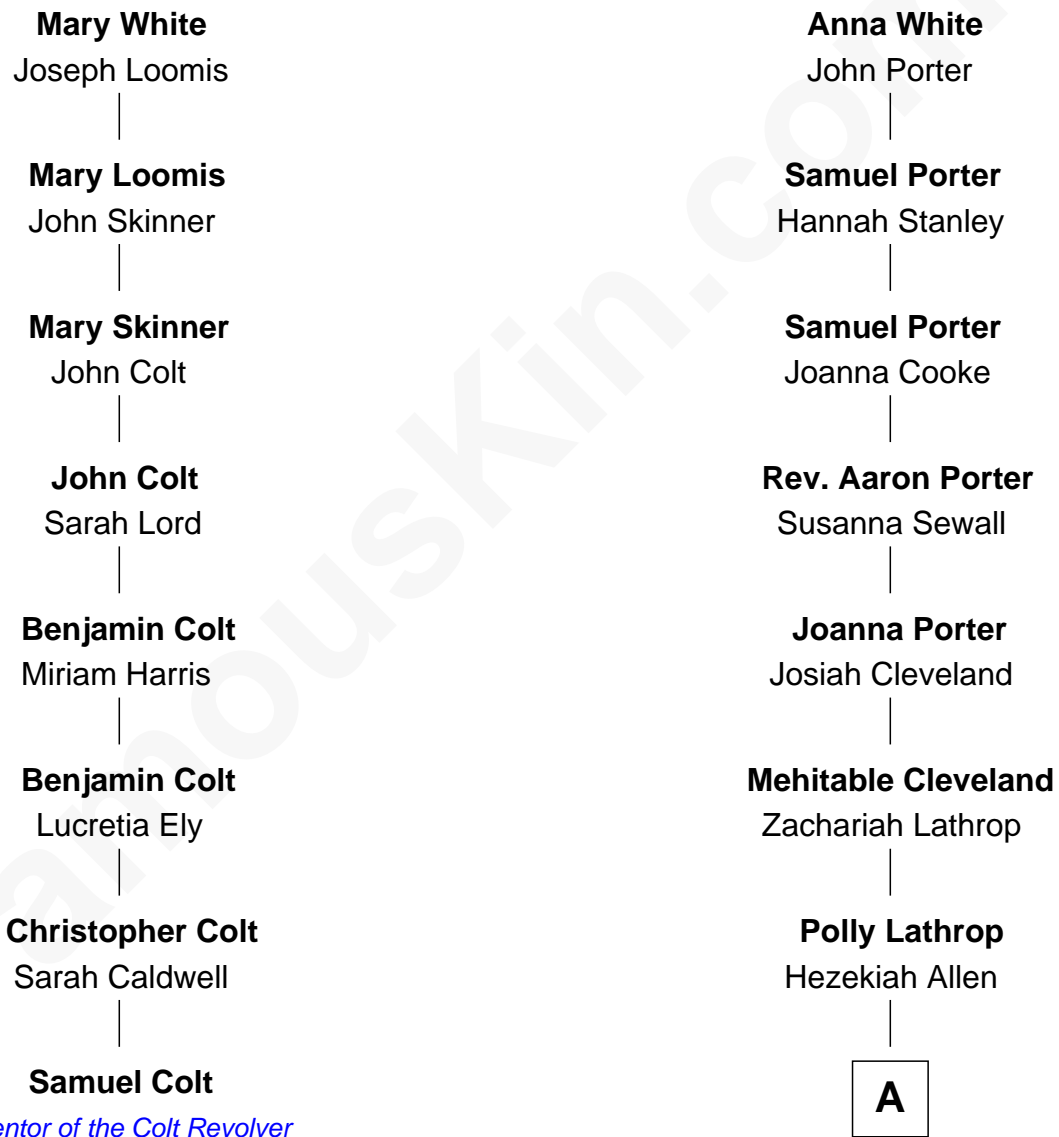 Mary White
Joseph Loomis
Mary Loomis
John Skinner
Mary Skinner
John Colt
John Colt
Sarah Lord
Benjamin Colt
Miriam Harris
Benjamin Colt
Lucretia Ely
Christopher Colt
Sarah Caldwell
Samuel Colt
entor of the Colt Revolver
Anna White
John Porter
Samuel Porter
Hannah Stanley
Samuel Porter
Joanna Cooke
Rev. Aaron Porter
Susanna Sewall
Joanna Porter
Josiah Cleveland
Mehitable Cleveland
Zachariah Lathrop
Polly Lathrop
Hezekiah Allen
A
amouskin.com